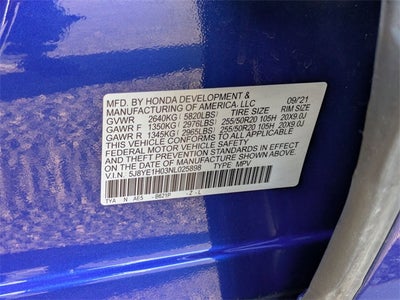 MFD. BY HONDA DEVELOPMENT & 09/21
MANUFACTURING OF AMERICA, LLC TIRE SIZE RIM SIZE
GVWR 2640KG (5820LBS)
GAWR F 1350KG (2976LBS) 255/50R20 105H 20X9.0J
GAWR R 1345KG (2965LBS) 255/50R20 105H 20X9.0J
THIS VEHICLE CONFORMS TO ALL APPLICABLE
FEDERAL MOTOR VEHICLE SAFETY
AND THEFT PREVENTION STANDARDS IN EFFECT
ON THE DATE OF MANUFACTURE SHOWN ABOVE.
V.I.N. 5J8YE1H03NL025898 TYPE MPV
TYA N AE5 B621P - Z - L